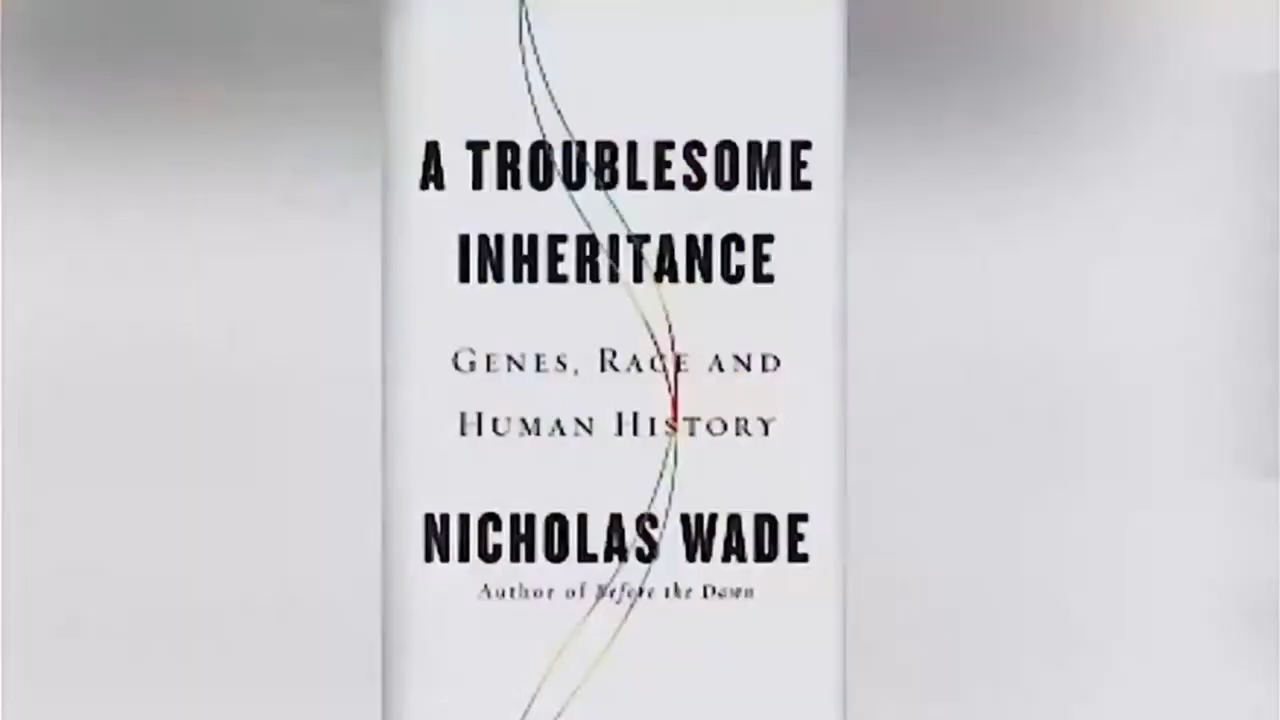 A TROUBLESOME
INHERITANCE
GENES, RACE AND
HUMAN HISTORY
NICHOLAS WADE
Author of Before the Dawn